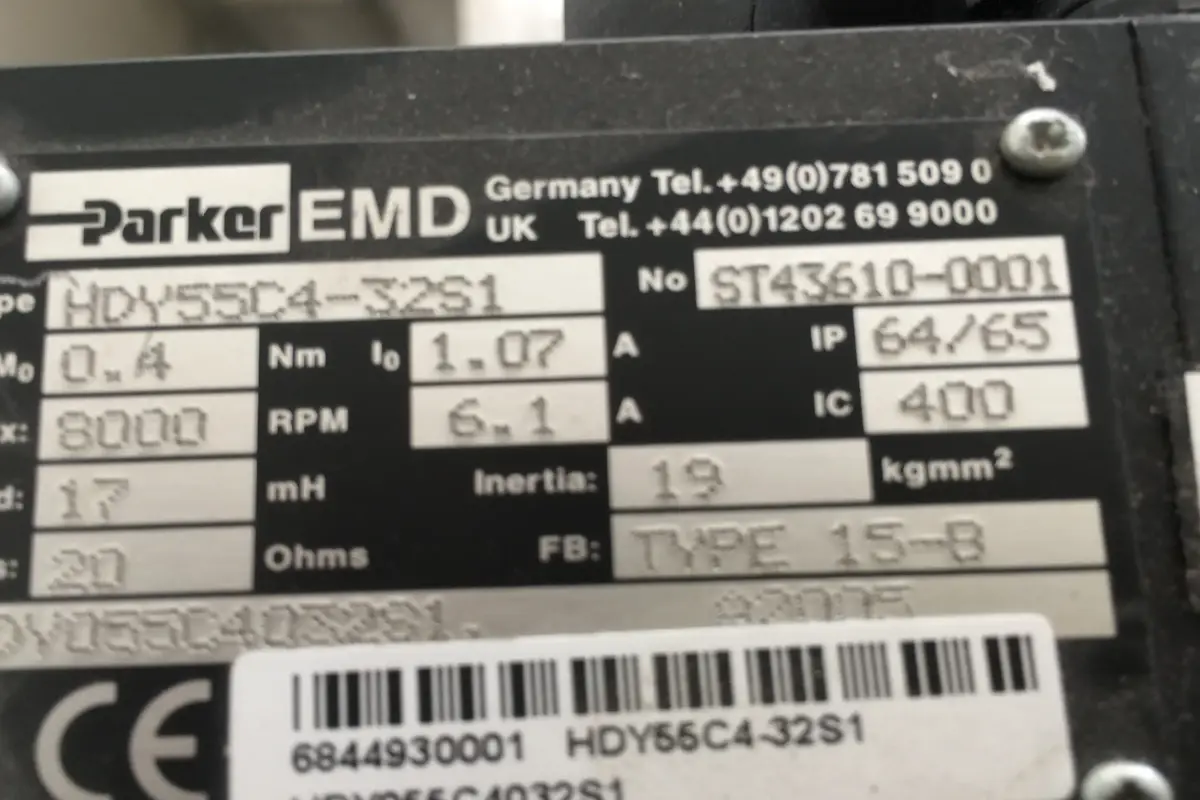 Parker EMD Germany Tel.+49(0)781 509 0
UK Tel.+44(0)1202 69 9000
pe HDY55C4-32S1 No ST43610-0001
M0 0.4 Nm I0 1.07 A IP 64/65
x: 8000 RPM 6.1 A IC 400
d: 17 mH Inertia: 19 kgmm²
s: 20 Ohms FB: TYPE 15-B
DY055C4032S1.
CE
6844930001 HDY55C4-32S1
HDY055C4032S1